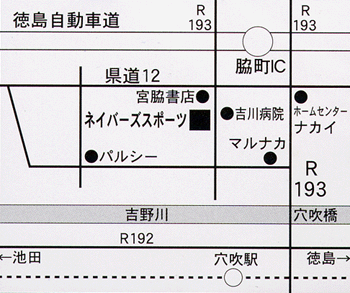 徳島自動車道
R
193
R
193
脇町IC
県道12
宮脇書店
ネイバーズスポーツ
吉川病院
ホームセンター
ナカイ
パルシー
マルナカ
R
193
吉野川
穴吹橋
R192
←池田
穴吹駅
徳島→